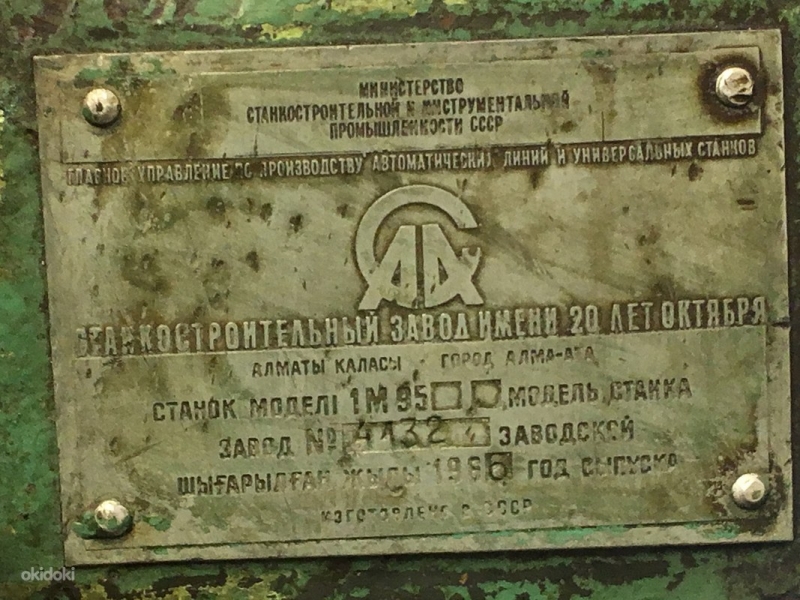 МИНИСТЕРСТВО
СТАНКОСТРОИТЕЛЬНОЙ И ИНСТРУМЕНТАЛЬНОЙ
ПРОМЫШЛЕННОСТИ СССР
ГЛАВНОЕ УПРАВЛЕНИЕ ПО ПРОИЗВОДСТВУ АВТОМАТИЧЕСКИХ ЛИНИЙ И УНИВЕРСАЛЬНЫХ СТАНКОВ
СТАНКОСТРОИТЕЛЬНЫЙ ЗАВОД ИМЕНИ 20 ЛЕТ ОКТЯБРЯ
АЛМАТЫ КАЛАСЫ · ГОРОД АЛМА-АТА
СТАНОК МОДЕЛІ 1М95 МОДЕЛЬ СТАНКА
ЗАВОД № 4132 ЗАВОДСКОЙ
ШЫҒАРЫЛҒАН ЖЫЛЫ 1986 ГОД ВЫПУСКА
ИЗГОТОВЛЕНО В СССР
okidoki